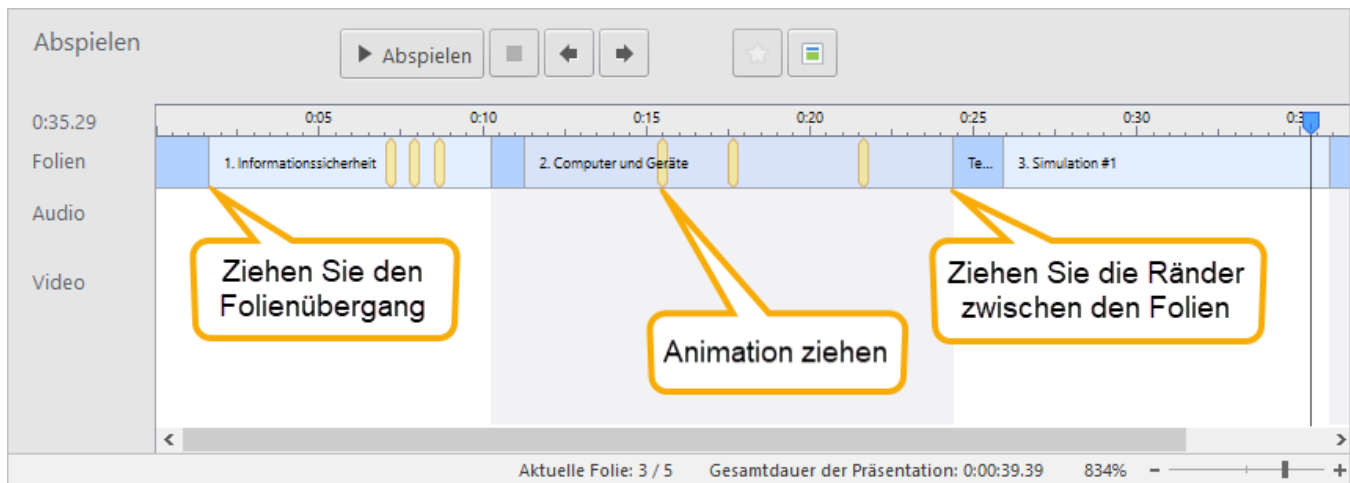 Abspielen
Abspielen
0:35.29
0:05 0:10 0:15 0:20 0:25 0:30
Folien
1. Informationssicherheit 2. Computer und Geräte Te... 3. Simulation #1
Audio
Video
Ziehen Sie den
Folienübergang
Animation ziehen
Ziehen Sie die Ränder
zwischen den Folien
Aktuelle Folie: 3 / 5 Gesamtdauer der Präsentation: 0:00:39.39 834% - +